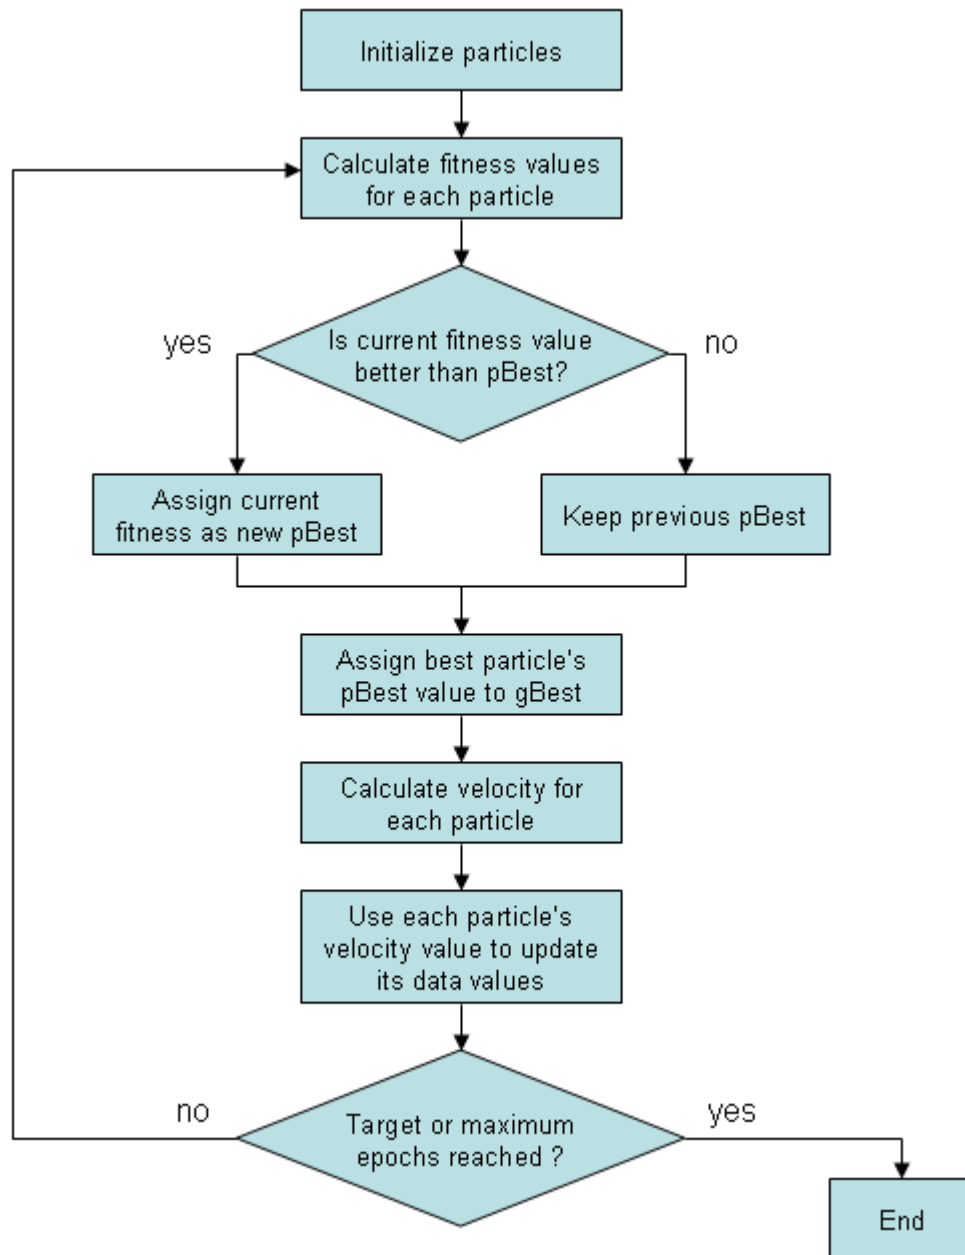 Initialize particles
Calculate fitness values
for each particle
yes
Is current fitness value
better than pBest?
no
Assign current
fitness as new pBest
Keep previous pBest
Assign best particle's
pBest value to gBest
Calculate velocity for
each particle
Use each particle's
velocity value to update
its data values
no
Target or maximum
epochs reached ?
yes
End